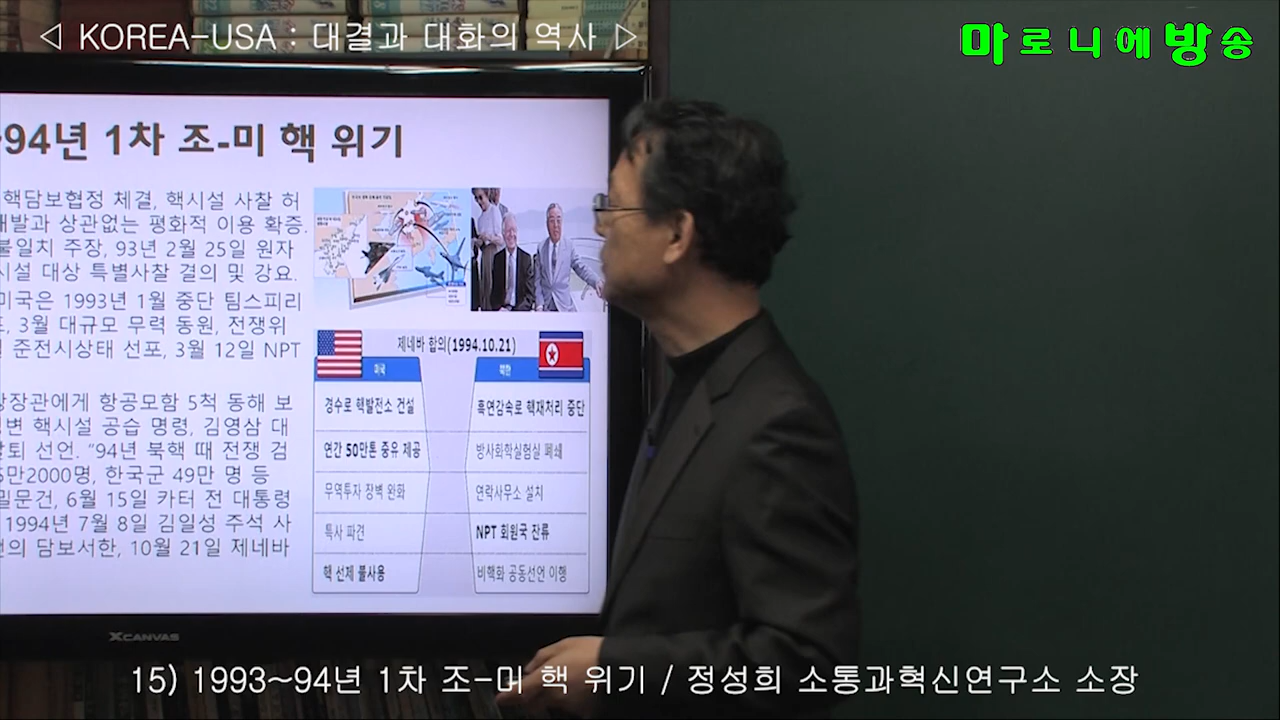 ◁ KOREA-USA : 대결과 대화의 역사 ▷
마로니에방송
94년 1차 조-미 핵 위기
핵담보협정 체결, 핵시설 사찰 허
개발과 상관없는 평화적 이용 확증.
불일치 주장, 93년 2월 25일 원자
시설 대상 특별사찰 결의 및 강요.
미국은 1993년 1월 중단 팀스피리
3월 대규모 무력 동원, 전쟁위
준전시상태 선포, 3월 12일 NPT
장관에게 항공모함 5척 동해 보
변 핵시설 공습 명령, 김영삼 대
탈퇴 선언. “94년 북핵 때 전쟁 검
5만2000명, 한국군 49만 명 등
밀문건, 6월 15일 카터 전 대통령
1994년 7월 8일 김일성 주석 사
의 담보서한, 10월 21일 제네바
제네바 합의(1994.10.21)
미국
북한
경수로 핵발전소 건설
흑연감속로 핵재처리 중단
연간 50만톤 중유 제공
방사화학실험실 폐쇄
무역투자 장벽 완화
연락사무소 설치
특사 파견
NPT 회원국 잔류
핵 선제 불사용
비핵화 공동선언 이행
XCANVAS
15) 1993~94년 1차 조-미 핵 위기 / 정성희 소통과혁신연구소 소장